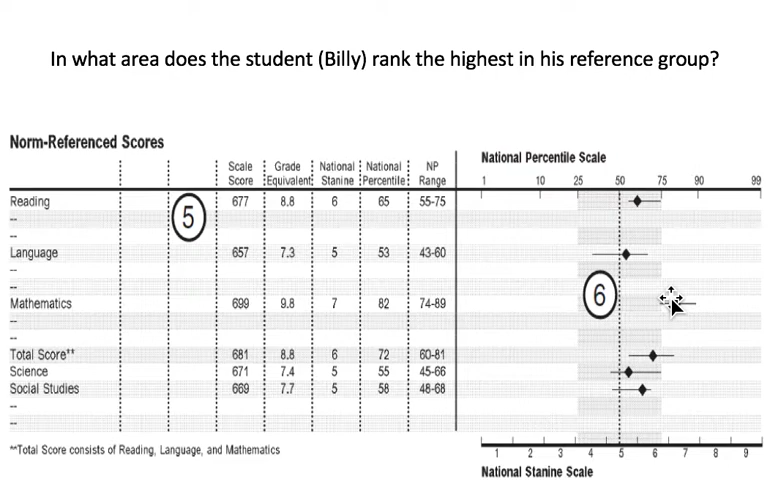 In what area does the student (Billy) rank the highest in his reference group?
Norm-Referenced Scores
Scale Score Grade Equivalent National Stanine National Percentile NP Range
National Percentile Scale
1 10 25 50 75 90 99
Reading 677 8.8 6 65 55-75
--
--
5
Language 657 7.3 5 53 43-60
--
--
6
Mathematics 699 9.8 7 82 74-89
--
--
Total Score** 681 8.8 6 72 60-81
Science 671 7.4 5 55 45-66
Social Studies 669 7.7 5 58 48-68
--
--
**Total Score consists of Reading, Language, and Mathematics
1 2 3 4 5 6 7 8 9
National Stanine Scale